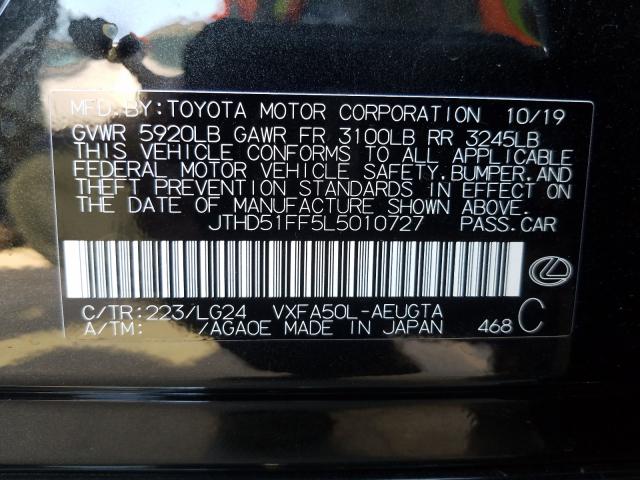 MFD. BY: TOYOTA MOTOR CORPORATION 10/19
GVWR 5920LB GAWR FR 3100LB RR 3245LB
THIS VEHICLE CONFORMS TO ALL APPLICABLE
FEDERAL MOTOR VEHICLE SAFETY, BUMPER, AND
THEFT PREVENTION STANDARDS IN EFFECT ON
THE DATE OF MANUFACTURE SHOWN ABOVE.
JTHD51FF5L5010727 PASS. CAR
C/TR: 223/LG24 VXFA50L-AEUGTA
A/TM: /AGA0E MADE IN JAPAN 468 C